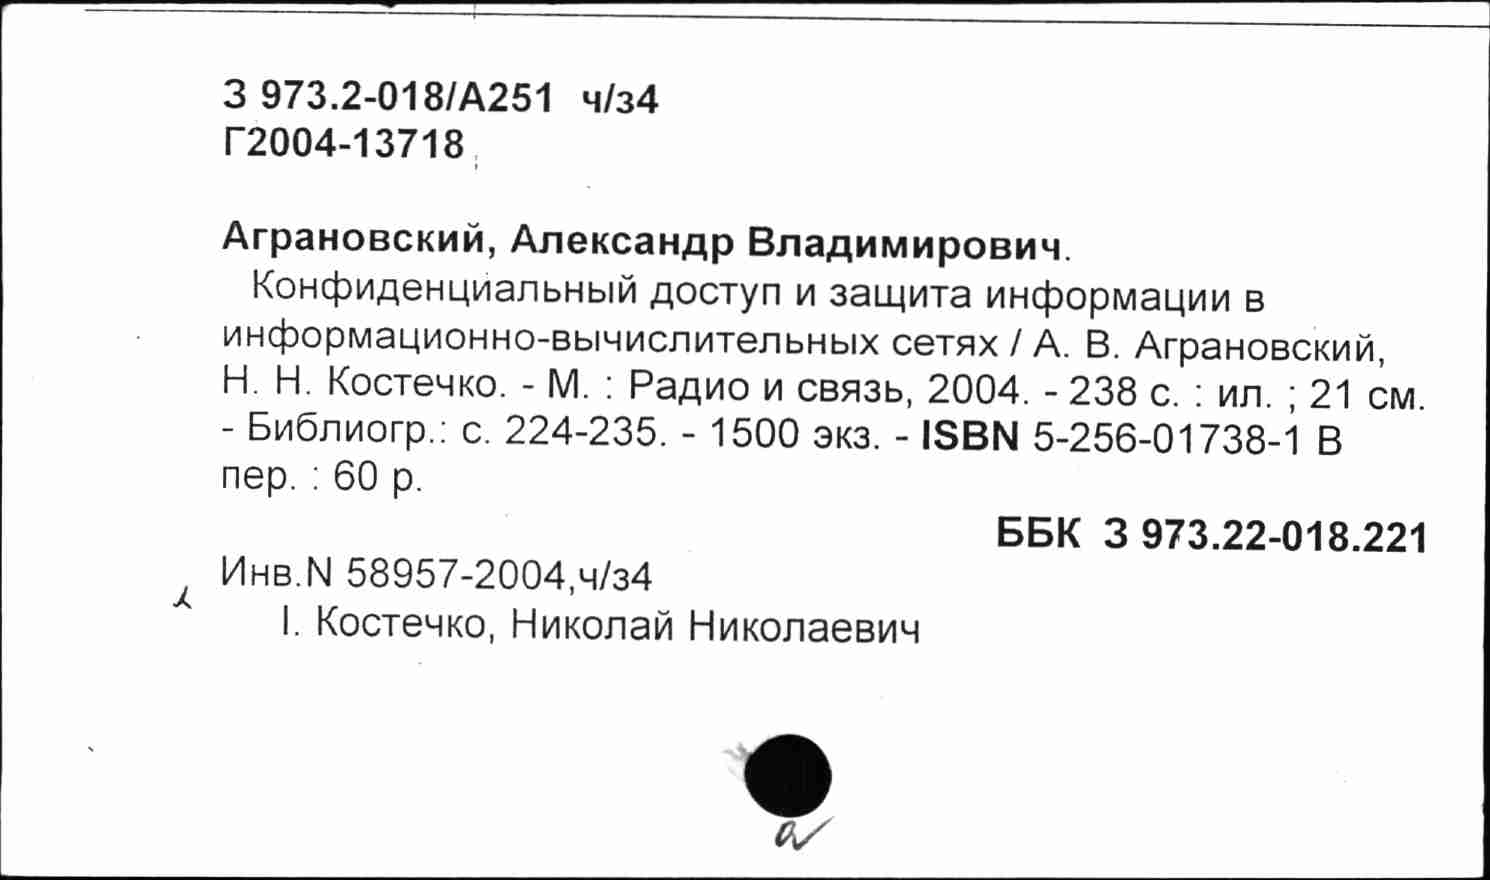 З 973.2-018/А251 ч/з4
Г2004-13718
Аграновский, Александр Владимирович.
Конфиденциальный доступ и защита информации в
информационно-вычислительных сетях / А. В. Аграновский,
Н. Н. Костечко. - М. : Радио и связь, 2004. - 238 с. : ил. ; 21 см.
- Библиогр.: с. 224-235. - 1500 экз. - ISBN 5-256-01738-1 В
пер. : 60 р.
ББК З 973.22-018.221
Инв.N 58957-2004,ч/з4
I. Костечко, Николай Николаевич